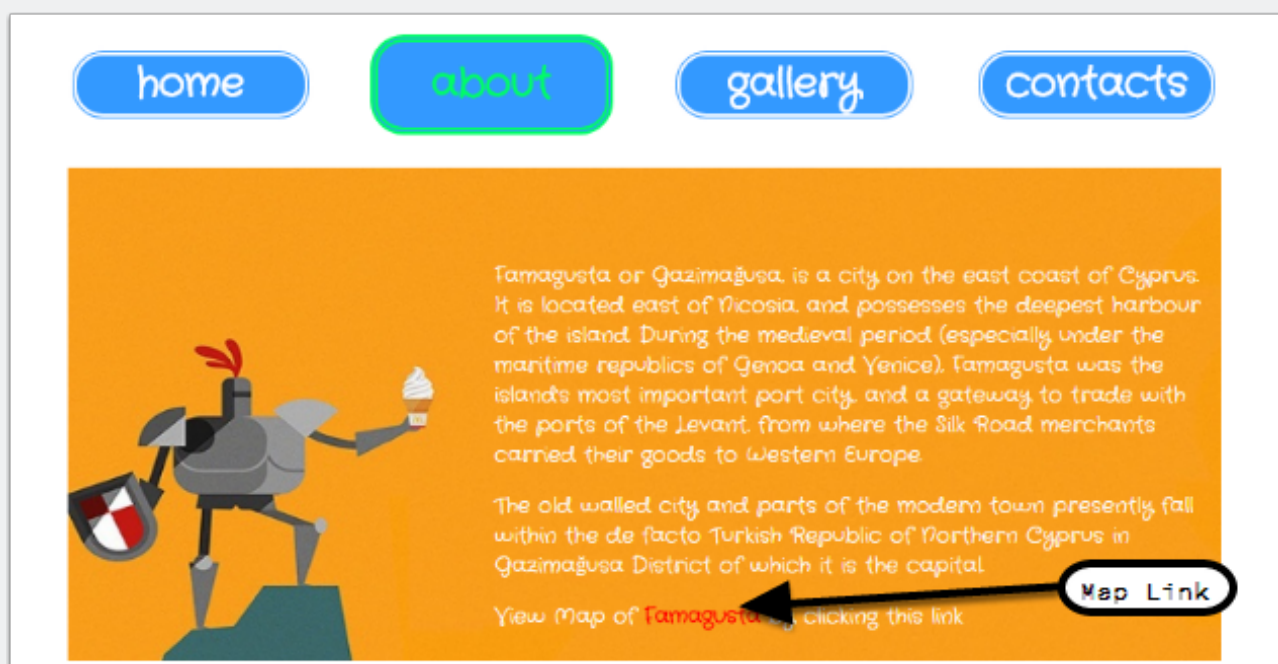 home
about
gallery
contacts
Famagusta or Gazimağusa, is a city on the east coast of Cyprus.
It is located east of Nicosia, and possesses the deepest harbour
of the island. During the medieval period (especially under the
maritime republics of Genoa and Venice), Famagusta was the
island's most important port city, and a gateway to trade with
the ports of the Levant, from where the Silk Road merchants
carried their goods to Western Europe.
The old walled city and parts of the modern town presently fall
within the de facto Turkish Republic of Northern Cyprus in
Gazimağusa District of which it is the capital.
View Map of Famagusta by clicking this link
Map Link